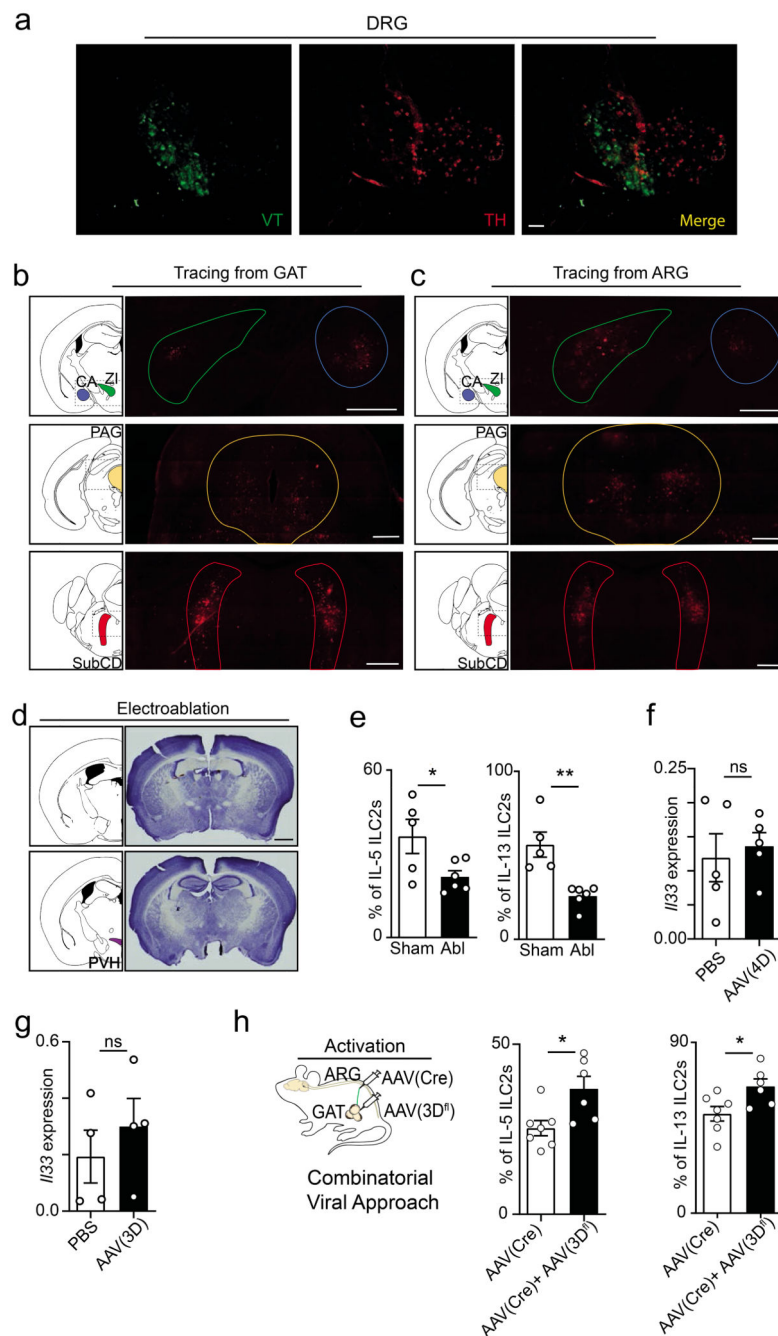 a
DRG
VT
TH
Merge
b
Tracing from GAT
CA
ZI
PAG
SubCD
c
Tracing from ARG
CA
ZI
PAG
SubCD
d
Electroablation
PVH
e
% of IL-5 ILC2s
60
0
*
Sham
Abl
% of IL-13 ILC2s
100
0
**
Sham
Abl
f
Il33 expression
0.25
0.00
ns
PBS
AAV(4D)
g
Il33 expression
0.6
0.0
ns
PBS
AAV(3D)
h
Activation
ARG
AAV(Cre)
GAT
AAV(3Dfl)
Combinatorial
Viral Approach
% of IL-5 ILC2s
50
0
*
AAV(Cre)
AAV(Cre)+ AAV(3Dfl)
% of IL-13 ILC2s
90
0
*
AAV(Cre)
AAV(Cre)+ AAV(3Dfl)